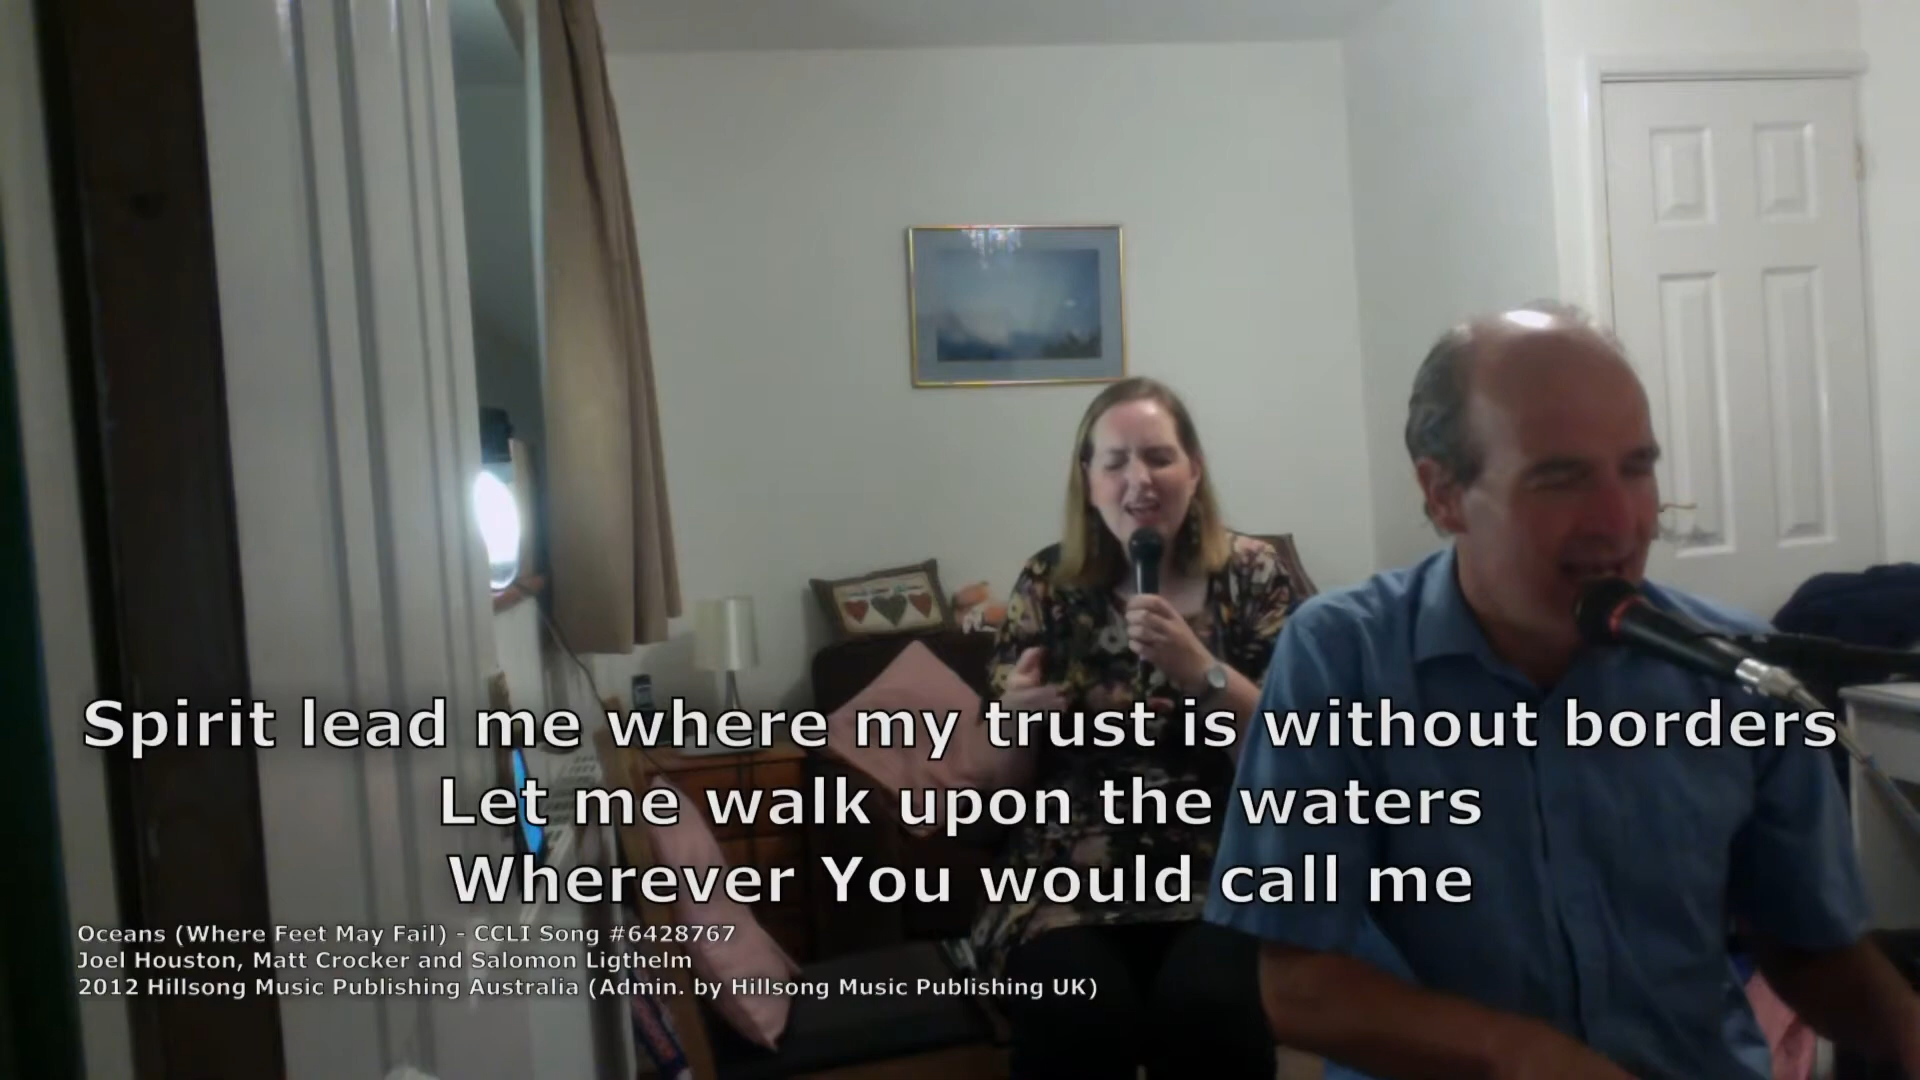 Spirit lead me where my trust is without borders
Let me walk upon the waters
Wherever You would call me
Oceans (Where Feet May Fail) - CCLI Song #6428767
Joel Houston, Matt Crocker and Salomon Ligthelm
2012 Hillsong Music Publishing Australia (Admin. by Hillsong Music Publishing UK)